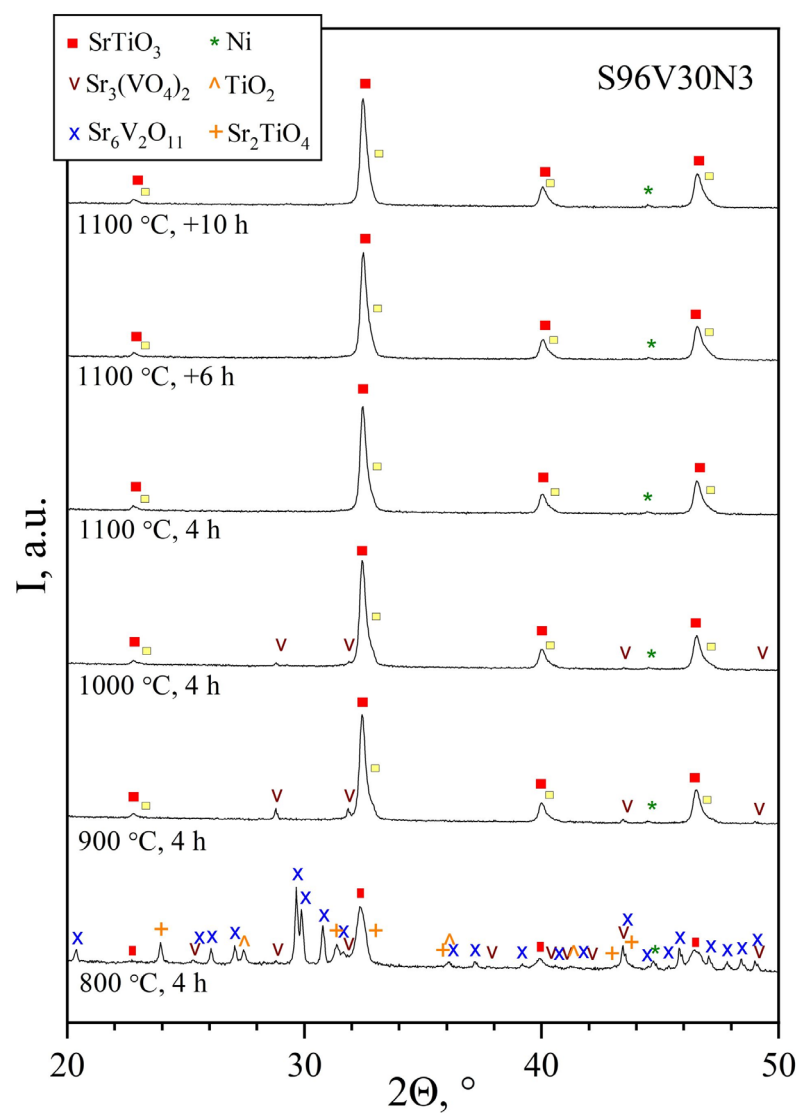 SrTiO₃
Ni
Sr₃(VO₄)₂
TiO₂
Sr₆V₂O₁₁
Sr₂TiO₄
S96V30N3
1100 °C, +10 h
1100 °C, +6 h
1100 °C, 4 h
1000 °C, 4 h
900 °C, 4 h
800 °C, 4 h
I, a.u.
20 30 40 50
2Θ, °